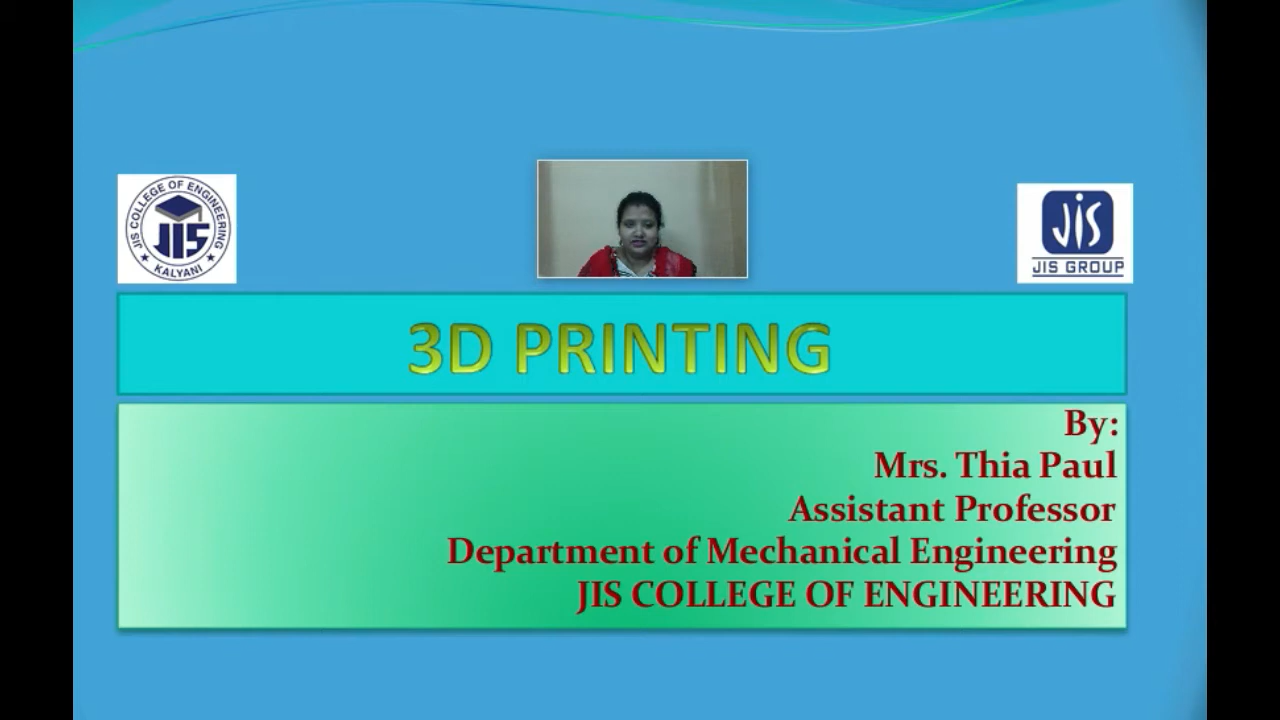 JIS COLLEGE OF ENGINEERING
JIS
KALYANI
JIS
JIS GROUP
3D PRINTING
By:
Mrs. Thia Paul
Assistant Professor
Department of Mechanical Engineering
JIS COLLEGE OF ENGINEERING